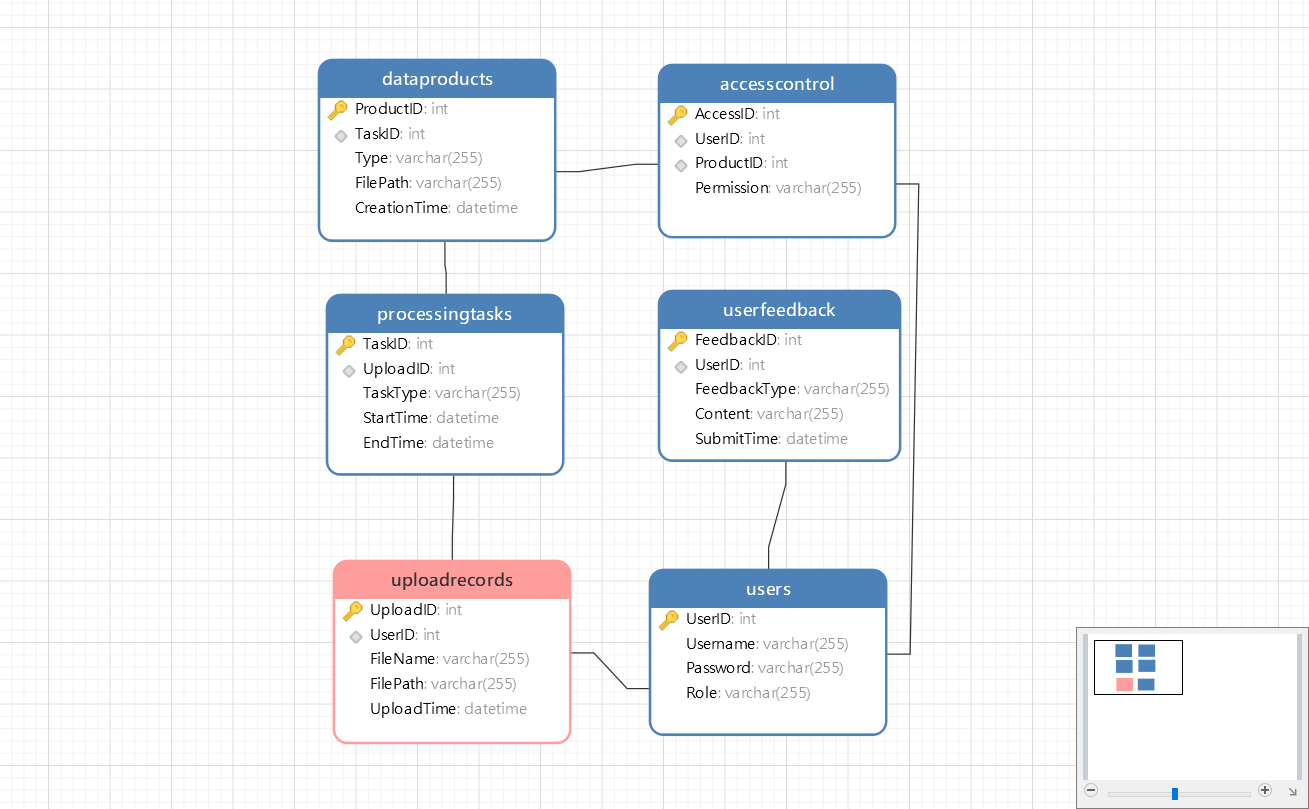 dataproducts
ProductID: int
TaskID: int
Type: varchar(255)
FilePath: varchar(255)
CreationTime: datetime
accesscontrol
AccessID: int
UserID: int
ProductID: int
Permission: varchar(255)
processingtasks
TaskID: int
UploadID: int
TaskType: varchar(255)
StartTime: datetime
EndTime: datetime
userfeedback
FeedbackID: int
UserID: int
FeedbackType: varchar(255)
Content: varchar(255)
SubmitTime: datetime
uploadrecords
UploadID: int
UserID: int
FileName: varchar(255)
FilePath: varchar(255)
UploadTime: datetime
users
UserID: int
Username: varchar(255)
Password: varchar(255)
Role: varchar(255)